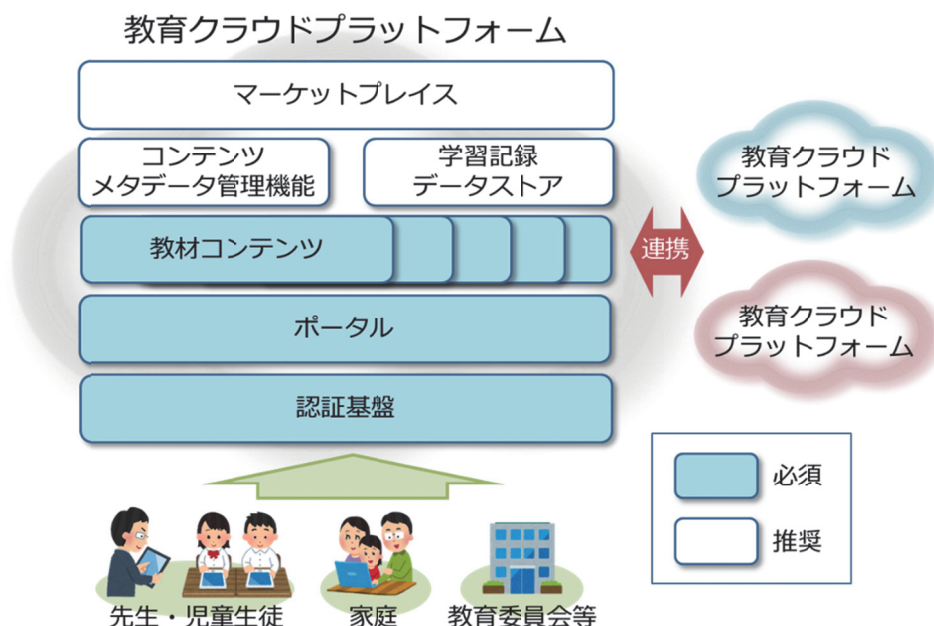 教育クラウドプラットフォーム
マーケットプレイス
コンテンツ
メタデータ管理機能
学習記録
データストア
教材コンテンツ
ポータル
認証基盤
連携
教育クラウド
プラットフォーム
教育クラウド
プラットフォーム
必須
推奨
先生・児童生徒
家庭
教育委員会等